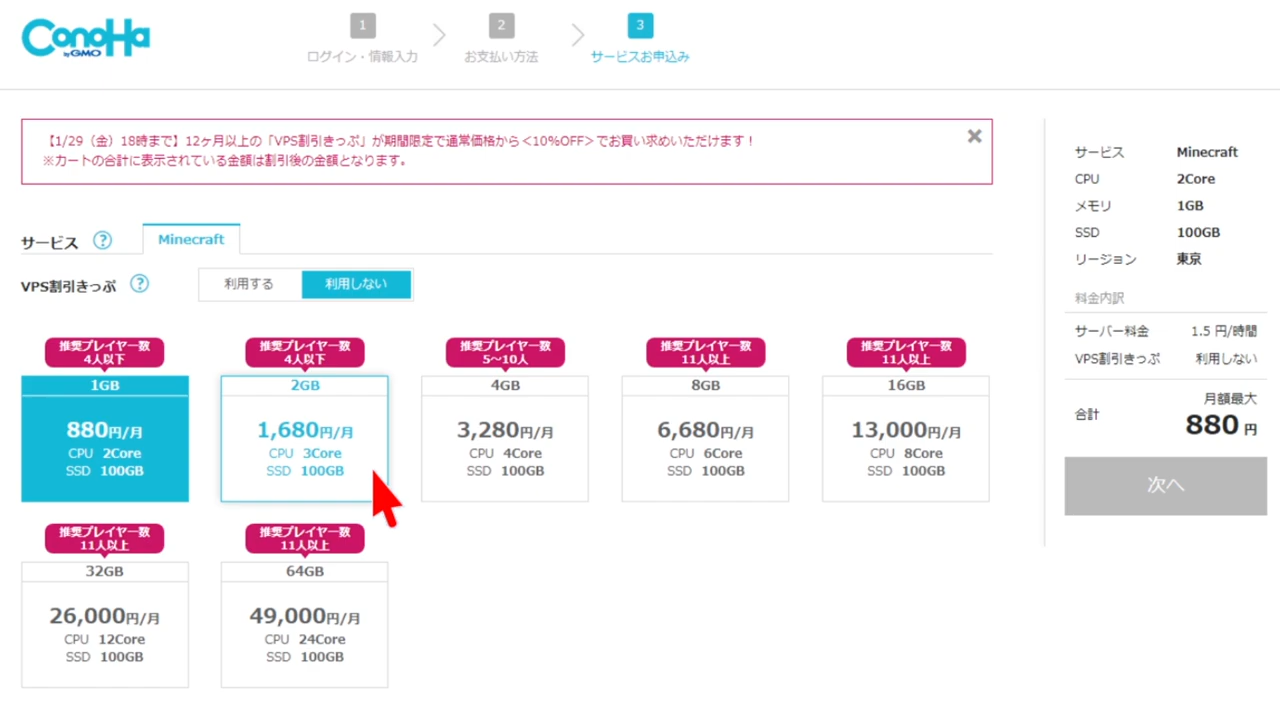 ConoHa
by GMO
1
ログイン・情報入力
2
お支払い方法
3
サービスお申込み
【1/29（金）18時まで】12ヶ月以上の「VPS割引きっぷ」が期間限定で通常価格から<10%OFF>でお買い求めいただけます！
※カートの合計に表示されている金額は割引後の金額となります。
サービス ?
Minecraft
VPS割引きっぷ ?
利用する 利用しない
推奨プレイヤー数
4人以下
1GB
880円/月
CPU 2Core
SSD 100GB
推奨プレイヤー数
4人以下
2GB
1,680円/月
CPU 3Core
SSD 100GB
推奨プレイヤー数
5〜10人
4GB
3,280円/月
CPU 4Core
SSD 100GB
推奨プレイヤー数
11人以上
8GB
6,680円/月
CPU 6Core
SSD 100GB
推奨プレイヤー数
11人以上
16GB
13,000円/月
CPU 8Core
SSD 100GB
推奨プレイヤー数
11人以上
32GB
26,000円/月
CPU 12Core
SSD 100GB
推奨プレイヤー数
11人以上
64GB
49,000円/月
CPU 24Core
SSD 100GB
サービス Minecraft
CPU 2Core
メモリ 1GB
SSD 100GB
リージョン 東京
料金内訳
サーバー料金 1.5 円/時間
VPS割引きっぷ 利用しない
月額最大
合計 880 円
次へ